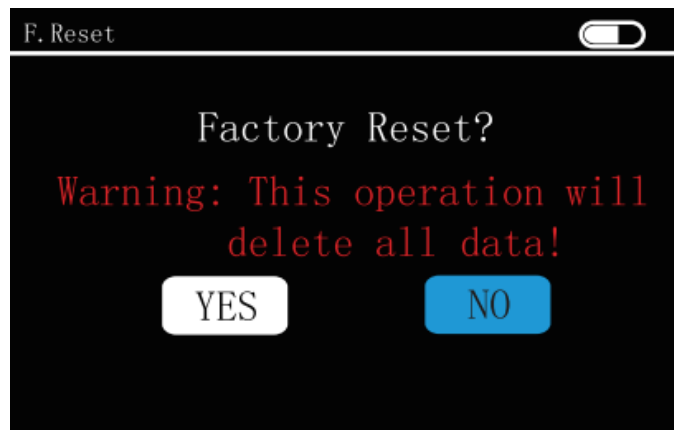 F.Reset
Factory Reset?
Warning: This operation will
delete all data!
YES NO